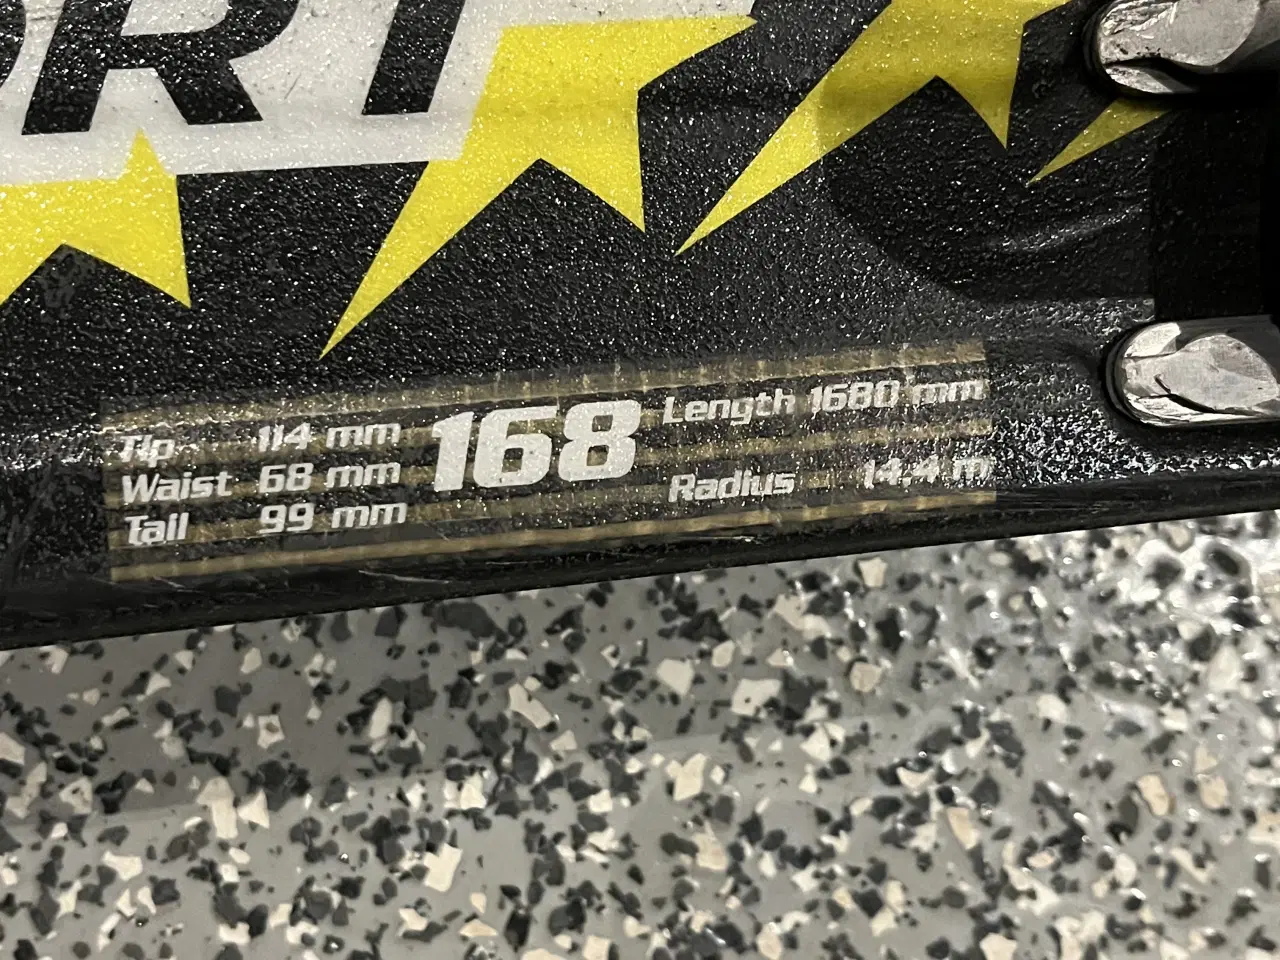 ORT
Tip 114 mm
Waist 68 mm
Tail 99 mm
168
Length 1680 mm
Radius 14.4 m